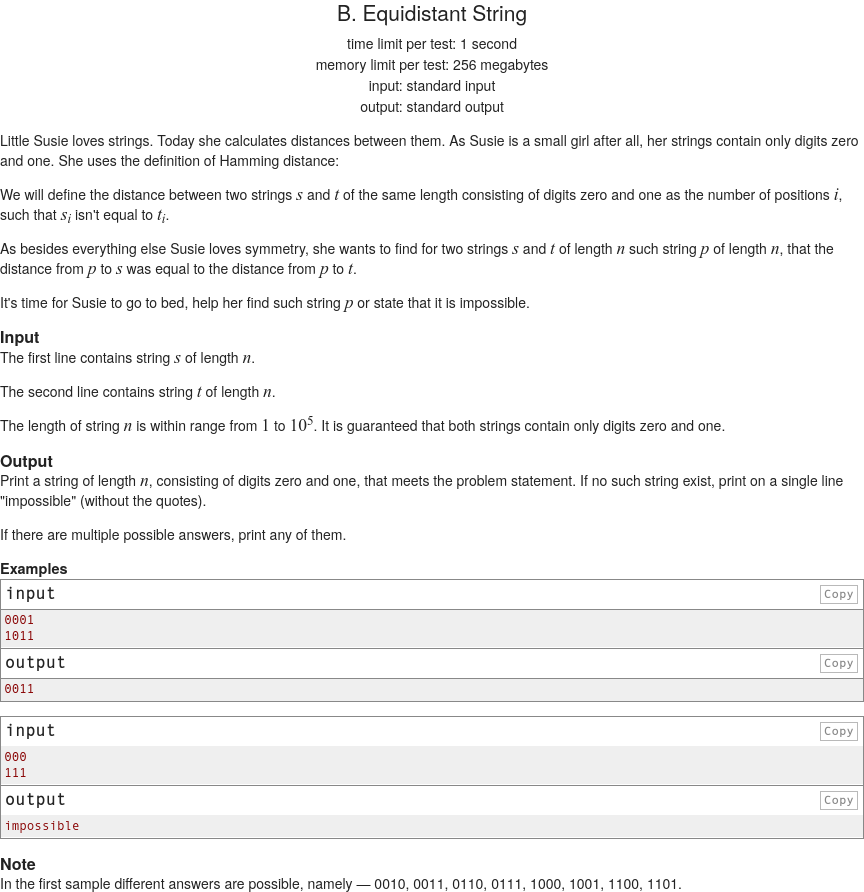 B. Equidistant String
time limit per test: 1 second
memory limit per test: 256 megabytes
input: standard input
output: standard output
Little Susie loves strings. Today she calculates distances between them. As Susie is a small girl after all, her strings contain only digits zero
and one. She uses the definition of Hamming distance:
We will define the distance between two strings s and t of the same length consisting of digits zero and one as the number of positions i,
such that sᵢ isn't equal to tᵢ.
As besides everything else Susie loves symmetry, she wants to find for two strings s and t of length n such string p of length n, that the
distance from p to s was equal to the distance from p to t.
It's time for Susie to go to bed, help her find such string p or state that it is impossible.
Input
The first line contains string s of length n.
The second line contains string t of length n.
The length of string n is within range from 1 to 10⁵. It is guaranteed that both strings contain only digits zero and one.
Output
Print a string of length n, consisting of digits zero and one, that meets the problem statement. If no such string exist, print on a single line
"impossible" (without the quotes).
If there are multiple possible answers, print any of them.
Examples
input Copy
0001
1011
output Copy
0011
input Copy
000
111
output Copy
impossible
Note
In the first sample different answers are possible, namely — 0010, 0011, 0110, 0111, 1000, 1001, 1100, 1101.